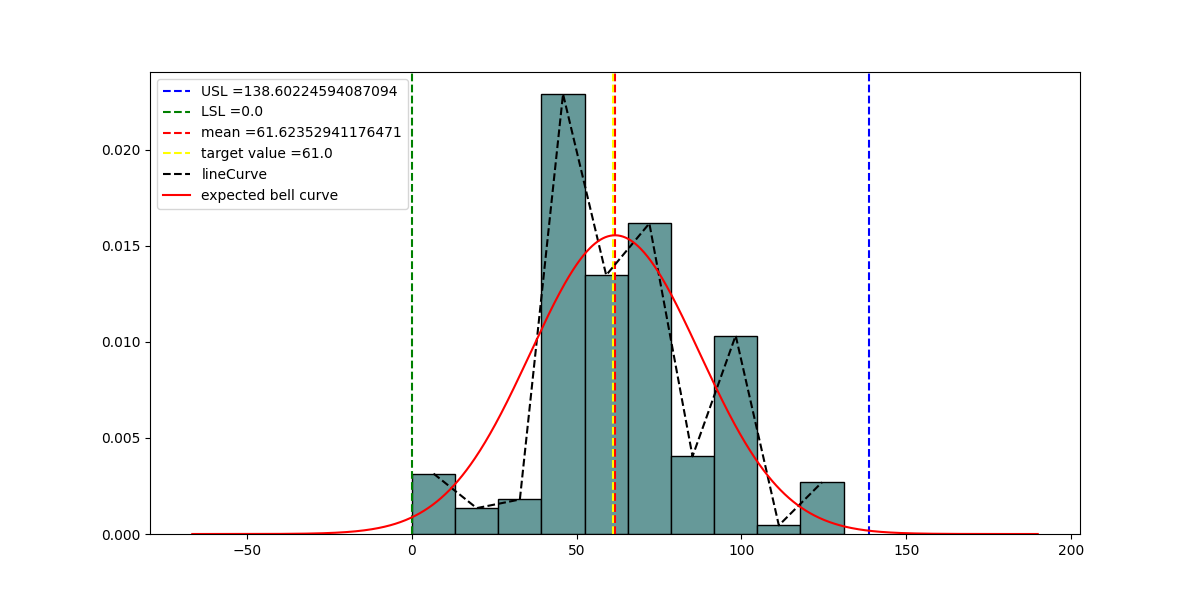 USL =138.60224594087094
LSL =0.0
mean =61.62352941176471
target value =61.0
lineCurve
expected bell curve
0.020
0.015
0.010
0.005
0.000
−50 0 50 100 150 200